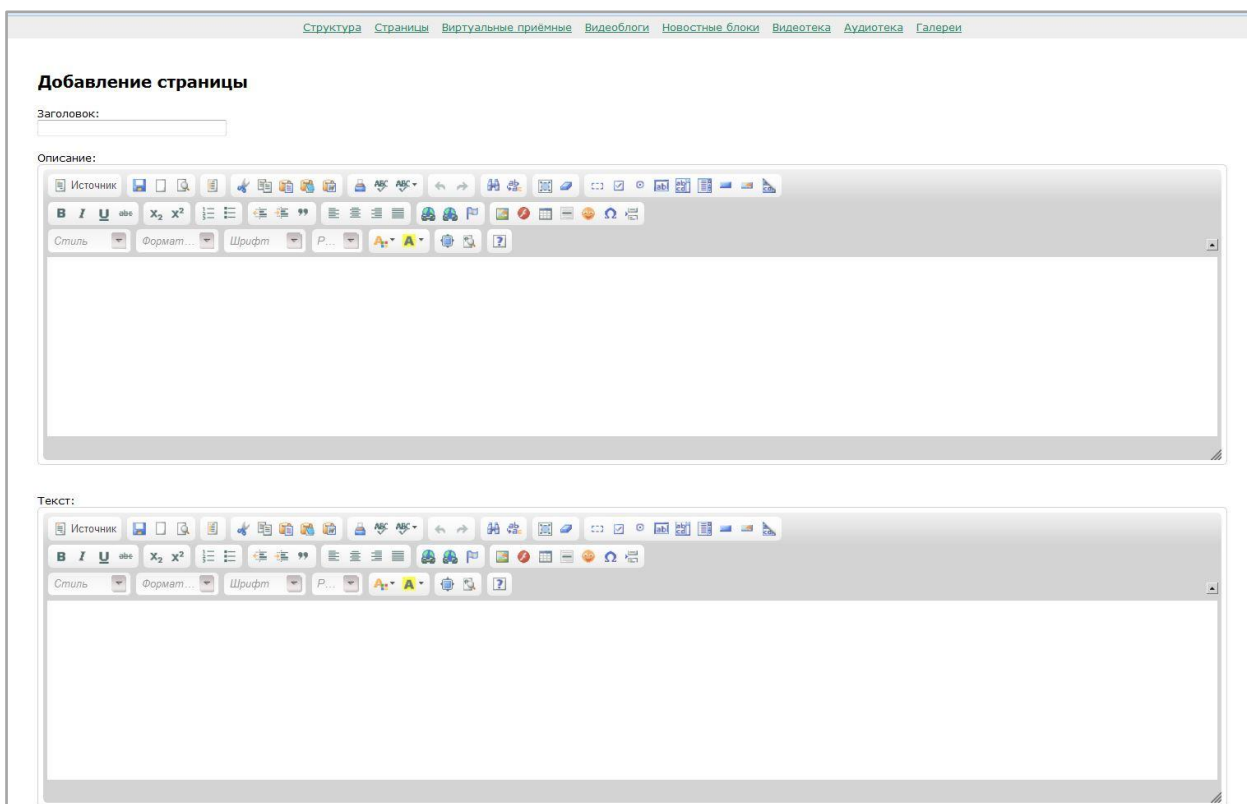 Структура Страницы Виртуальные приёмные Видеоблоги Новостные блоки Видеотека Аудиотека Галереи
Добавление страницы
Заголовок:
Описание:
Источник
B I U abc X₂ X²
Стиль Формат... Шрифт Р... A A
Текст:
Источник
B I U abc X₂ X²
Стиль Формат... Шрифт Р... A A